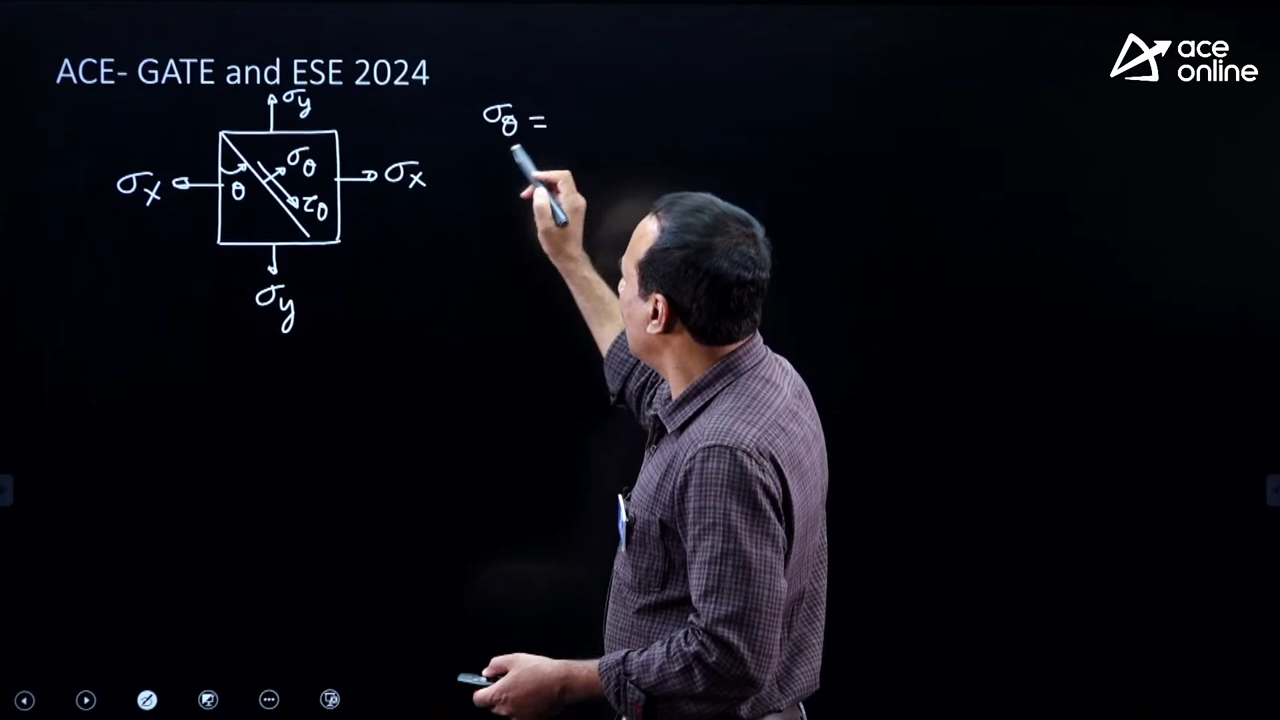 ace
online
ACE- GATE and ESE 2024
σy
σθ =
σx
σθ
σx
θ
τθ
σy